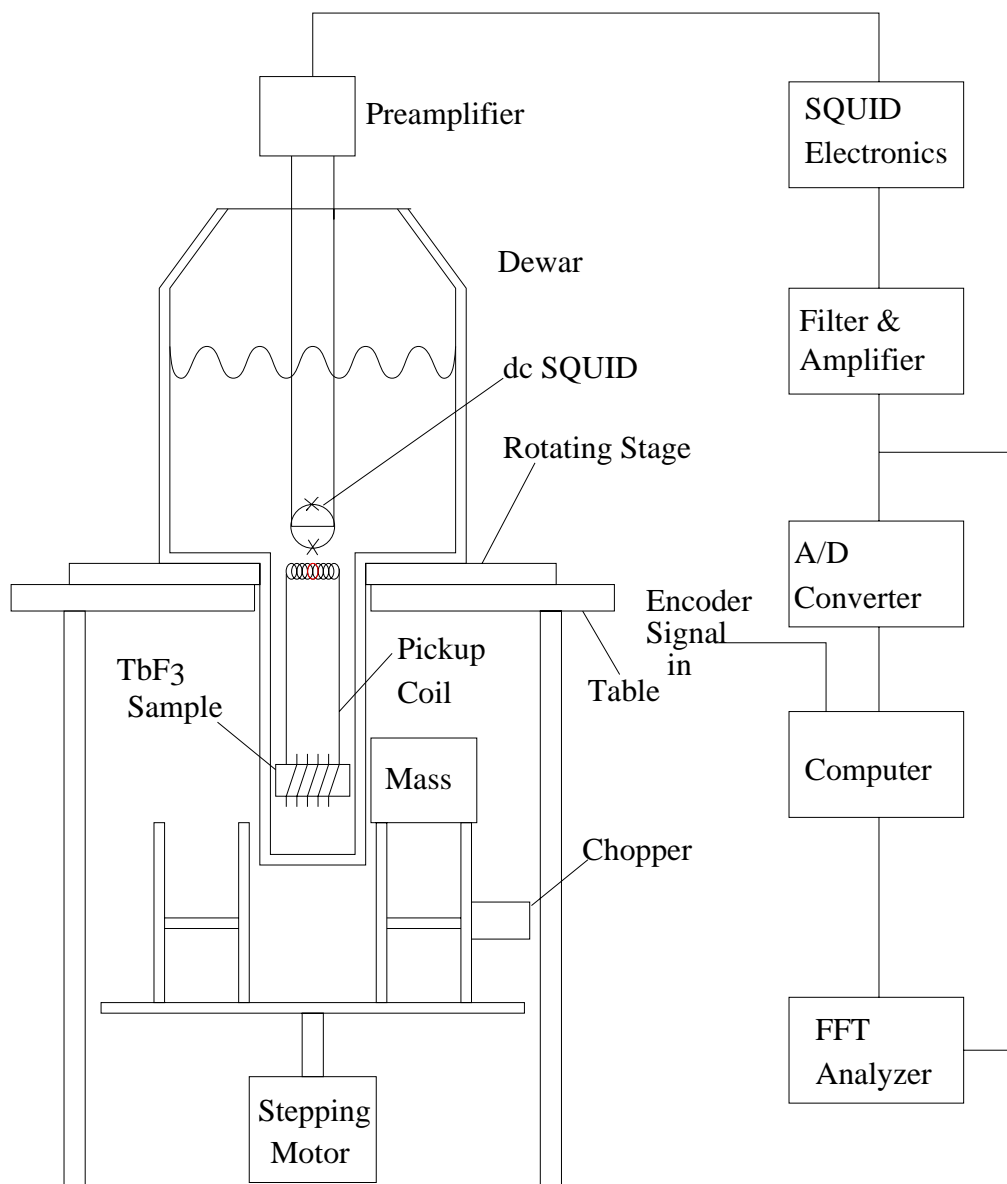 Preamplifier
SQUID
Electronics
Dewar
Filter &
Amplifier
dc SQUID
Rotating Stage
A/D
Converter
Encoder
Signal
in
Pickup
Coil
Table
TbF3
Sample
Mass
Computer
Chopper
FFT
Analyzer
Stepping
Motor